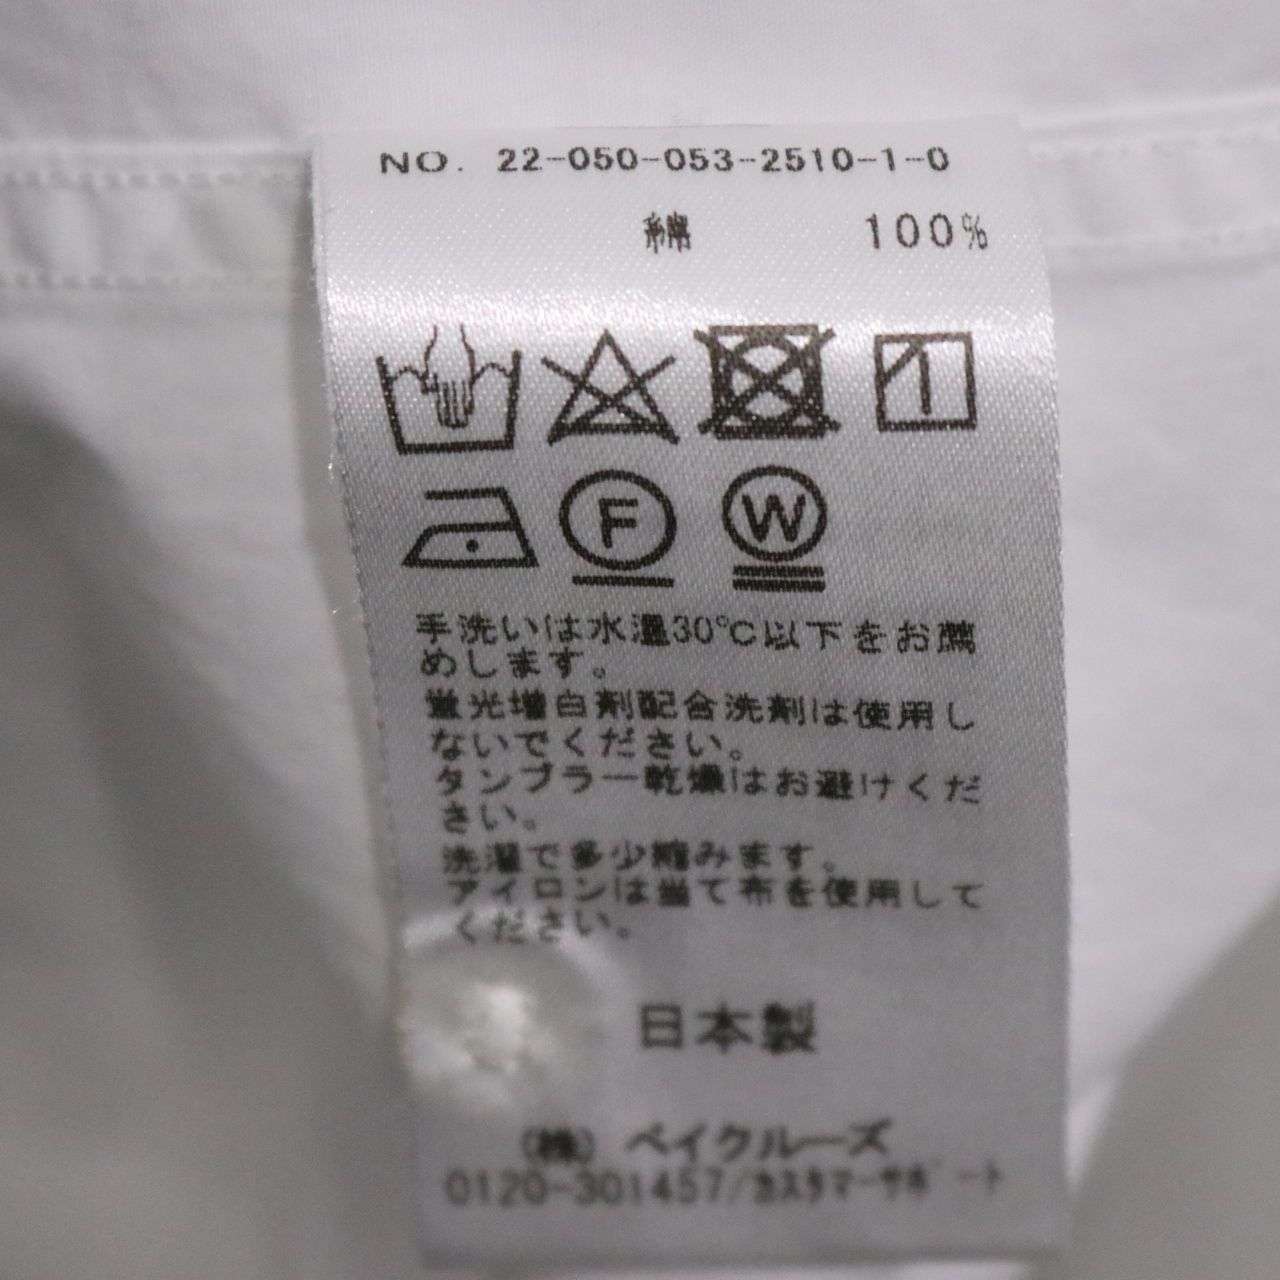 NO. 22-050-053-2510-1-0
綿 100%
F W
手洗いは水温30℃以下をお薦
めします。
蛍光増白剤配合洗剤は使用し
ないでください。
タンブラー乾燥はお避けくだ
さい。
洗濯で多少縮みます。
アイロンは当て布を使用して
ください。
日本製
(株) ベイクルーズ
0120-301457/カスタマーサポート